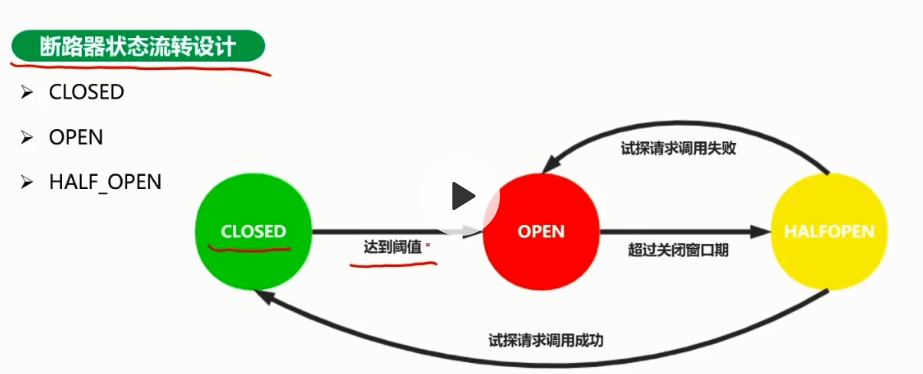 断路器状态流转设计
CLOSED
OPEN
HALF_OPEN
试探请求调用失败
CLOSED
达到阈值
OPEN
超过关闭窗口期
HALFOPEN
试探请求调用成功